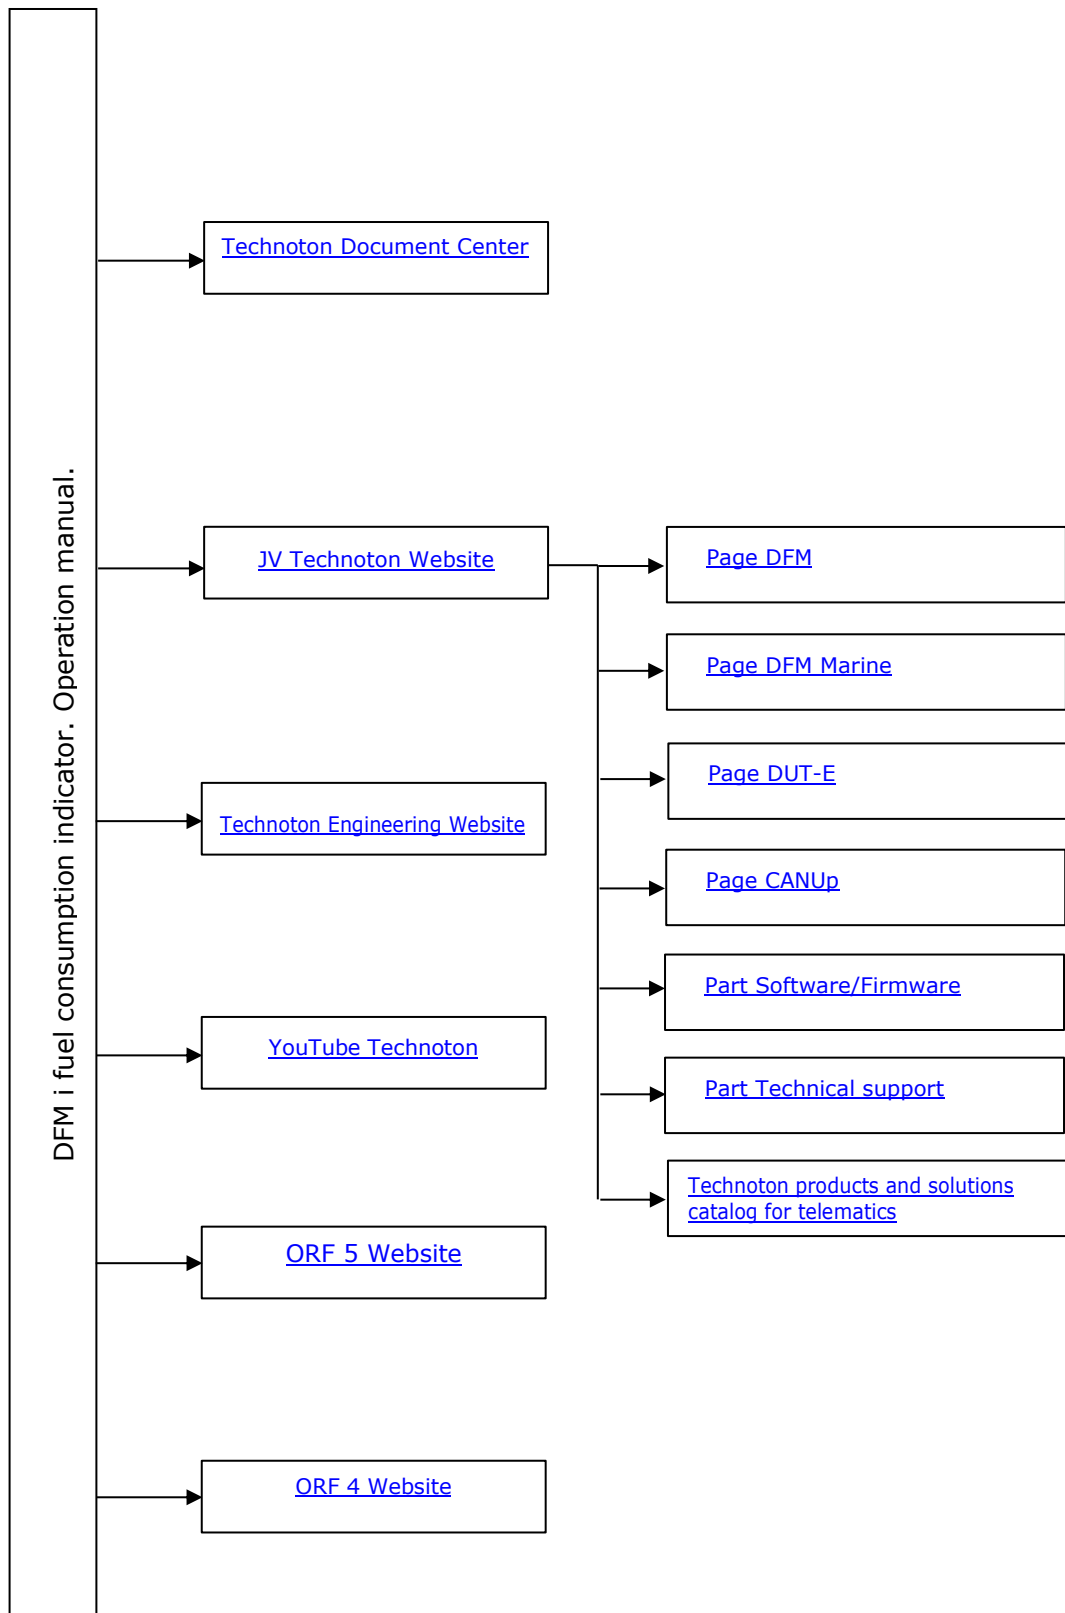 DFM i fuel consumption indicator. Operation manual.
Technoton Document Center
JV Technoton Website
Technoton Engineering Website
YouTube Technoton
ORF 5 Website
ORF 4 Website
Page DFM
Page DFM Marine
Page DUT-E
Page CANUp
Part Software/Firmware
Part Technical support
Technoton products and solutions
catalog for telematics